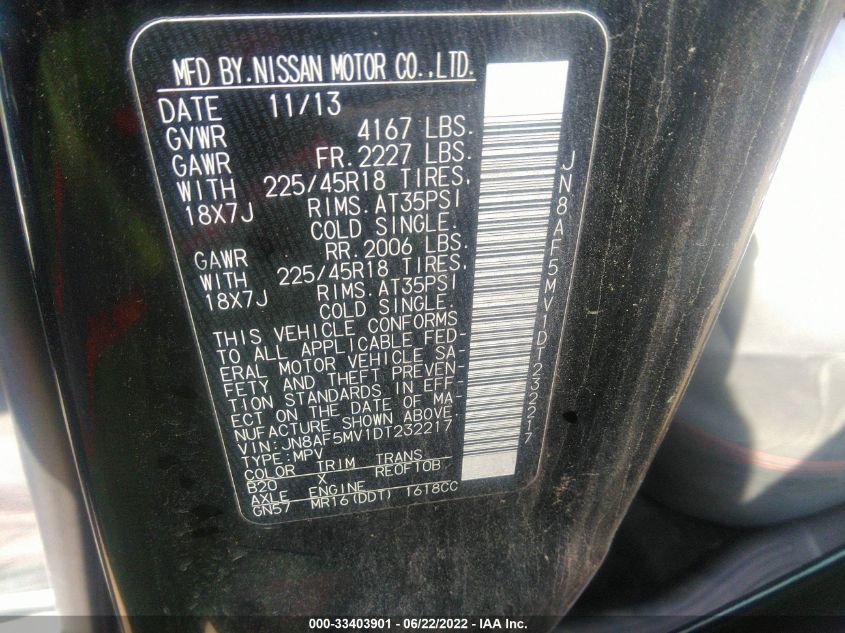 MFD BY. NISSAN MOTOR CO.,LTD.
DATE 11/13
GVWR 4167 LBS.
GAWR FR. 2227 LBS.
WITH 225/45R18 TIRES,
18X7J RIMS. AT35PSI
COLD SINGLE.
GAWR RR. 2006 LBS.
WITH 225/45R18 TIRES,
18X7J RIMS. AT35PSI
COLD SINGLE.
THIS VEHICLE CONFORMS
TO ALL APPLICABLE FED-
ERAL MOTOR VEHICLE SA-
FETY AND THEFT PREVEN-
TION STANDARDS IN EFF-
ECT ON THE DATE OF MA-
NUFACTURE SHOWN ABOVE.
VIN: JN8AF5MV1DT232217
TYPE: MPV
COLOR TRIM TRANS
B20 X RE0F10B
AXLE ENGINE
GN57 MR16(DDT) 1618CC
JN8AF5MV1DT232217
000-33403901 - 06/22/2022 - IAA Inc.